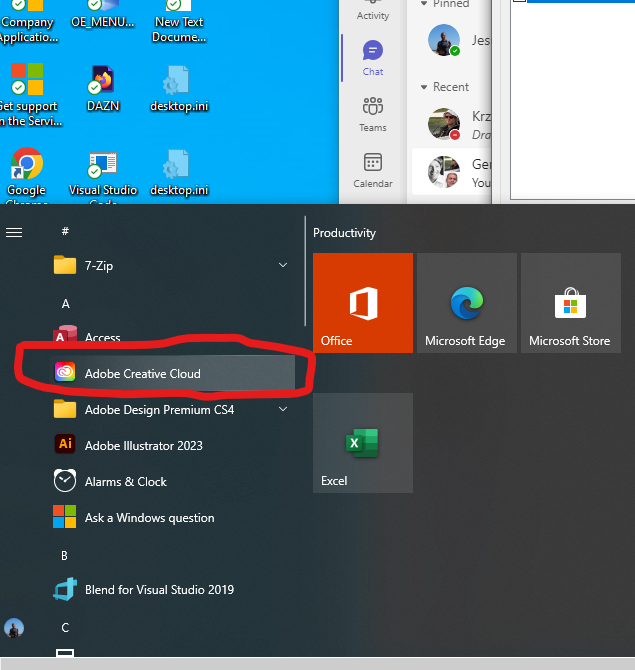 Company
Applicatio...
OE_MENU...
New Text
Docume...
Get support
on the Servi...
DAZN
desktop.ini
Google
Chrome
Visual Studio
Code
desktop.ini
Activity
Chat
Teams
Calendar
Pinned
Jes
Recent
Krz
Dra
Ger
You
#
7-Zip
A
Access
Adobe Creative Cloud
Adobe Design Premium CS4
Adobe Illustrator 2023
Alarms & Clock
Ask a Windows question
B
Blend for Visual Studio 2019
C
Productivity
Office
Microsoft Edge
Microsoft Store
Excel